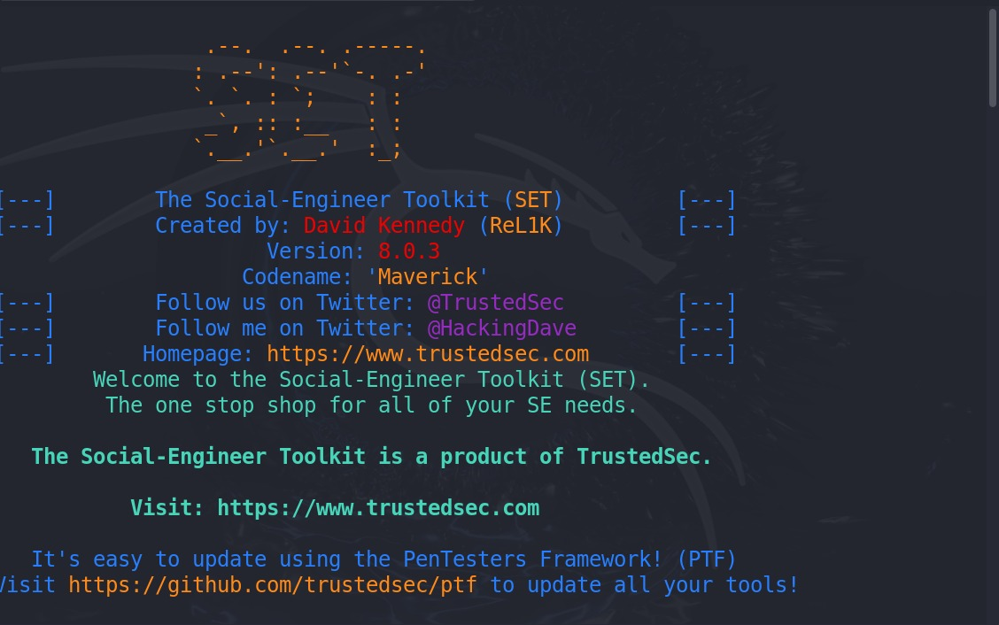 SET
[---] The Social-Engineer Toolkit (SET) [---]
[---] Created by: David Kennedy (ReL1K) [---]
Version: 8.0.3
Codename: 'Maverick'
[---] Follow us on Twitter: @TrustedSec [---]
[---] Follow me on Twitter: @HackingDave [---]
[---] Homepage: https://www.trustedsec.com [---]
Welcome to the Social-Engineer Toolkit (SET).
The one stop shop for all of your SE needs.
The Social-Engineer Toolkit is a product of TrustedSec.
Visit: https://www.trustedsec.com
It's easy to update using the PenTesters Framework! (PTF)
Visit https://github.com/trustedsec/ptf to update all your tools!